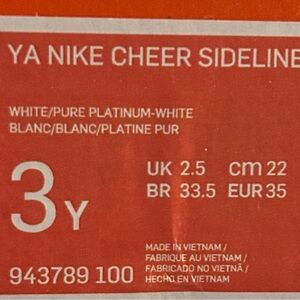 YA NIKE CHEER SIDELINE
WHITE/PURE PLATINUM-WHITE
BLANC/BLANC/PLATINE PUR
3Y
UK 2.5 cm 22
BR 33.5 EUR 35
MADE IN VIETNAM /
FABRIQUE AU VIETNAM /
FABRICADO NO VIETNÃ /
HECHO EN VIETNAM
943789 100